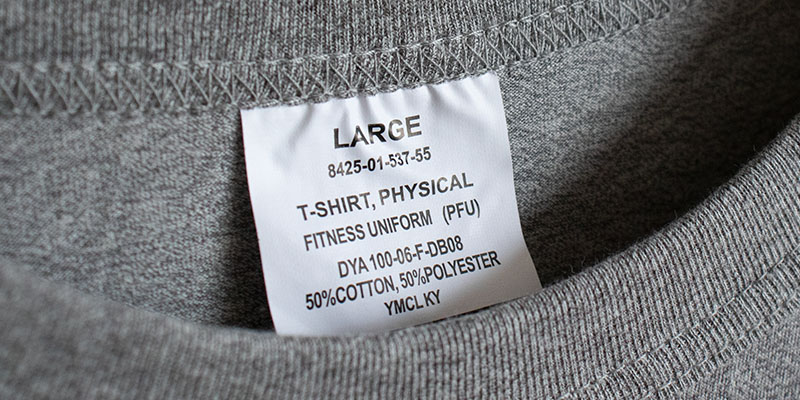 LARGE
8425-01-537-55
T-SHIRT, PHYSICAL
FITNESS UNIFORM (PFU)
DYA 100-06-F-DB08
50%COTTON, 50%POLYESTER
YMCLKY